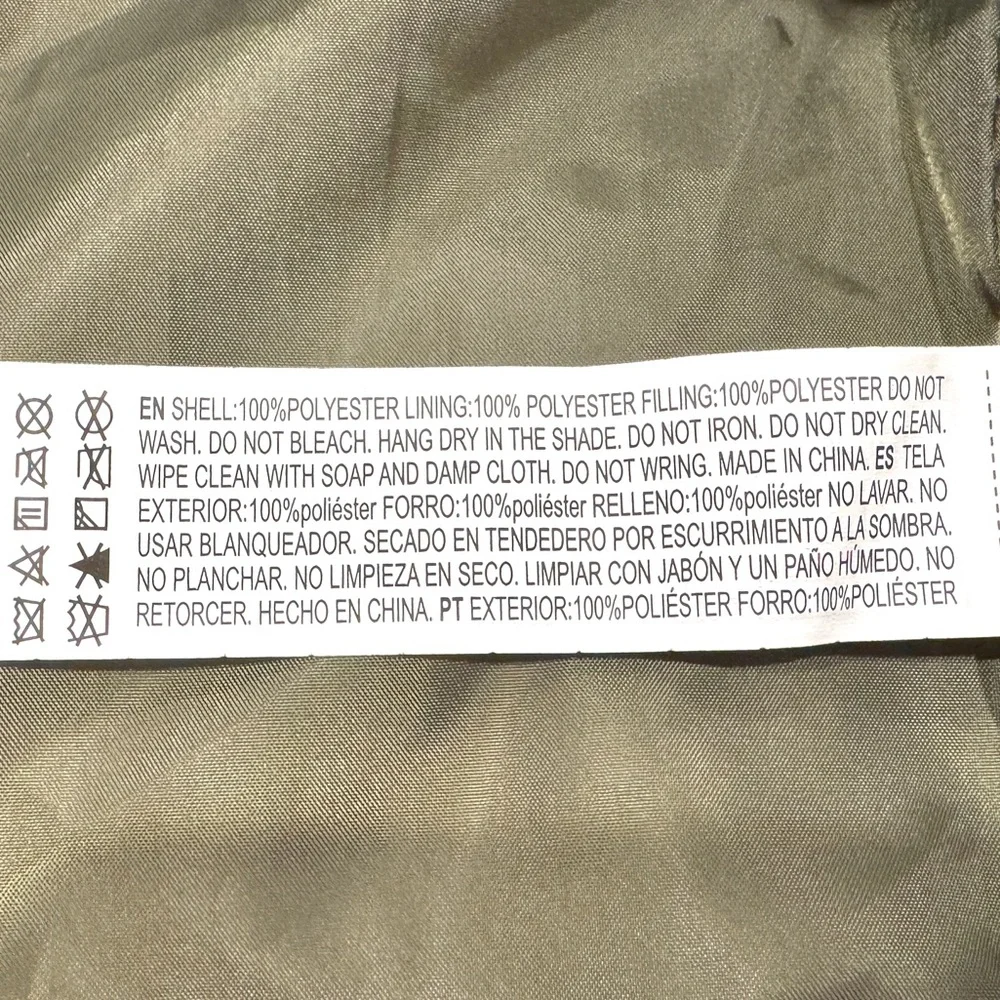 EN SHELL:100%POLYESTER LINING:100% POLYESTER FILLING:100%POLYESTER DO NOT
WASH. DO NOT BLEACH. HANG DRY IN THE SHADE. DO NOT IRON. DO NOT DRY CLEAN.
WIPE CLEAN WITH SOAP AND DAMP CLOTH. DO NOT WRING. MADE IN CHINA. ES TELA
EXTERIOR:100%poliéster FORRO:100%poliéster RELLENO:100%poliéster NO LAVAR. NO
USAR BLANQUEADOR. SECADO EN TENDEDERO POR ESCURRIMIENTO A LA SOMBRA.
NO PLANCHAR. NO LIMPIEZA EN SECO. LIMPIAR CON JABÓN Y UN PAÑO HÚMEDO. NO
RETORCER. HECHO EN CHINA. PT EXTERIOR:100%POLIÉSTER FORRO:100%POLIÉSTER